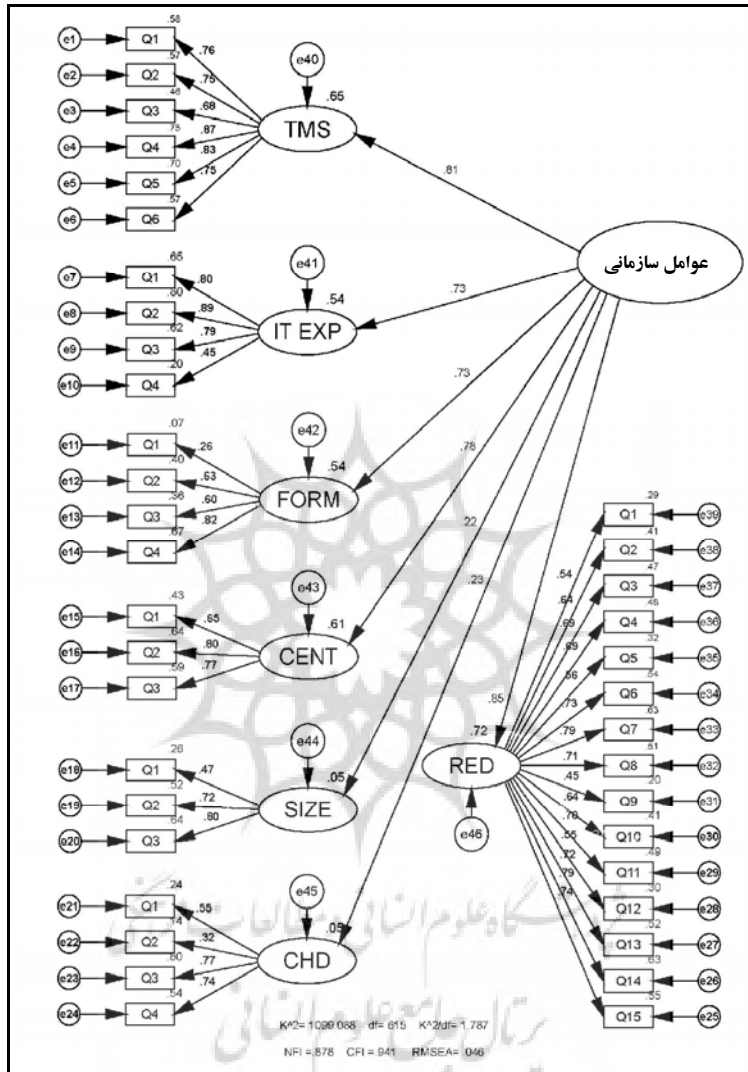 e1 Q1 .58 .76
e2 Q2 .57 .75
e3 Q3 .46 .68
e4 Q4 .75 .87
e5 Q5 .70 .83
e6 Q6 .57 .75
e40
TMS .65
.81
عوامل سازمانی
e7 Q1 .65 .80
e8 Q2 .80 .89
e9 Q3 .62 .79
e10 Q4 .20 .45
e41
IT EXP .54
.73
e11 Q1 .07 .26
e12 Q2 .40 .63
e13 Q3 .36 .60
e14 Q4 .67 .82
e42
FORM .54
.73
e15 Q1 .43 .65
e16 Q2 .64 .80
e17 Q3 .59 .77
e43
CENT .61
.78
e18 Q1 .26 .47
e19 Q2 .52 .72
e20 Q3 .64 .80
e44
SIZE .05
.22
e21 Q1 .24 .55
e22 Q2 .14 .32
e23 Q3 .60 .77
e24 Q4 .54 .74
e45
CHD .05
.23
.85
RED .72
e46
.54 Q1 .29 e39
.64 Q2 .41 e38
.69 Q3 .47 e37
.69 Q4 .48 e36
Q5 .32 e35
.73 Q6 .54 e34
.79 Q7 .63 e33
.71 Q8 .51 e32
.45 Q9 .20 e31
.64 Q10 .41 e30
Q11 .49 e29
.55 Q12 .30 e28
.72 Q13 .52 e27
.79 Q14 .63 e26
.74 Q15 .55 e25
پژوهشگاه علوم انسانی و مطالعات فرهنگی
پرتال جامع علوم انسانی
K^2= 1099.088 df= 615 K^2/df= 1.787
NFI =.878 CFI =.941 RMSEA= .046